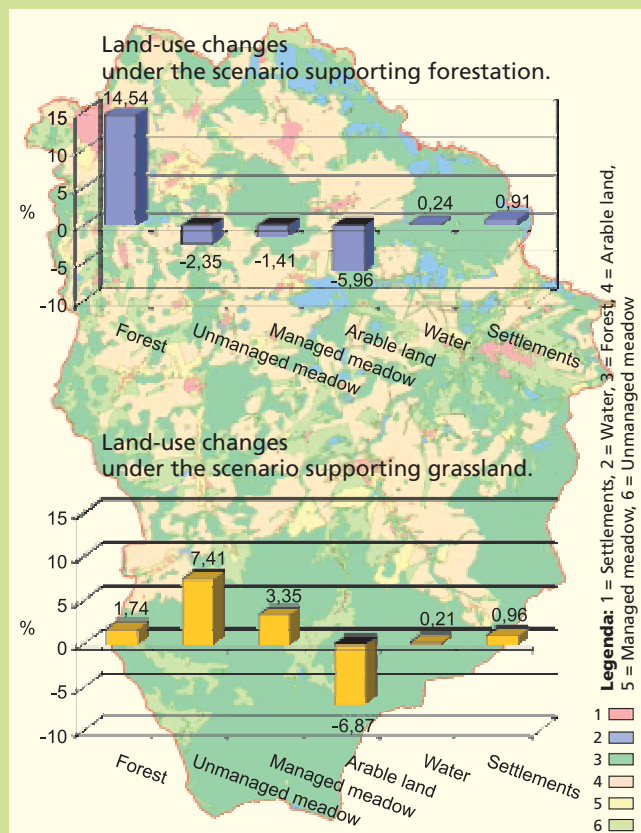 Land-use changes
under the scenario supporting forestation.
14,54
-2,35
-1,41
-5,96
0,24
0,91
15
10
5
%
0
-5
-10
Forest
Unmanaged meadow
Managed meadow
Arable land
Water
Settlements
Land-use changes
under the scenario supporting grassland.
1,74
7,41
3,35
-6,87
0,21
0,96
15
10
5
%
0
-5
-10
Forest
Unmanaged meadow
Managed meadow
Arable land
Water
Settlements
Legenda: 1 = Settlements, 2 = Water, 3 = Forest, 4 = Arable land,
5 = Managed meadow, 6 = Unmanaged meadow
1
2
3
4
5
6